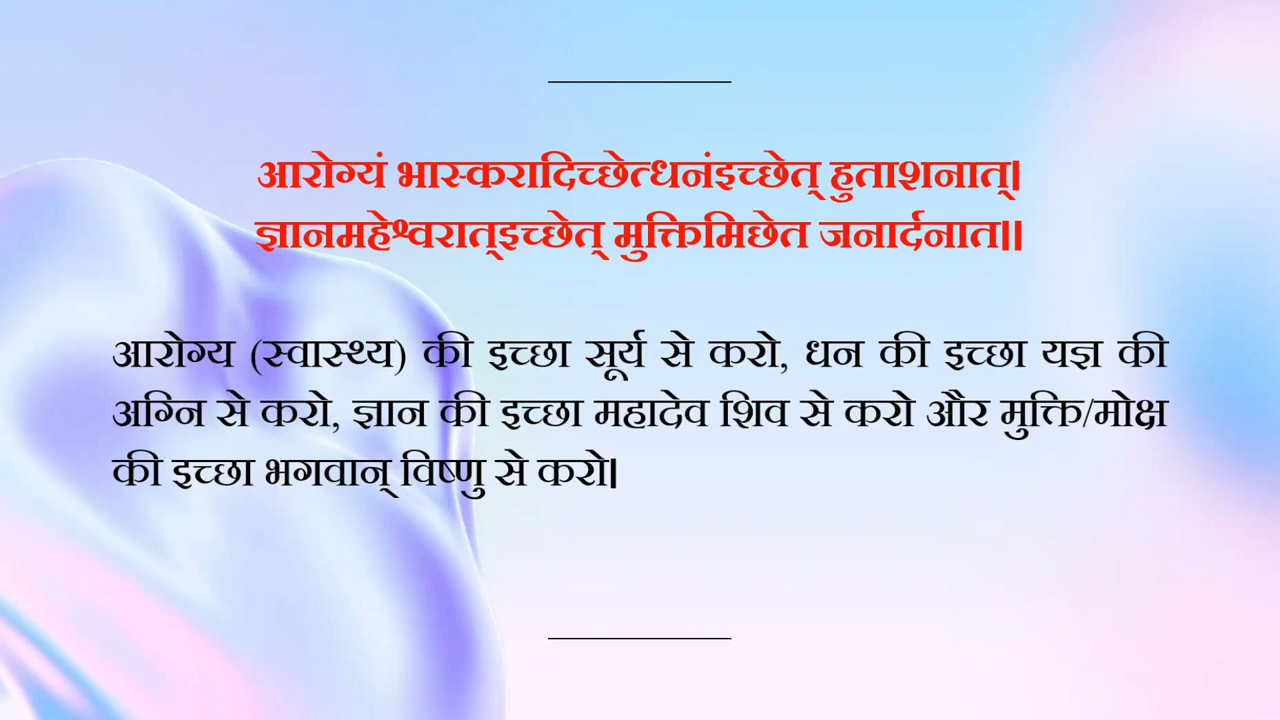 आरोग्यं भास्करादिच्छेत्धनंइच्छेत् हुताशनात्।
ज्ञानमहेश्वरात्इच्छेत् मुक्तिमिछेत जनार्दनात॥
आरोग्य (स्वास्थ्य) की इच्छा सूर्य से करो, धन की इच्छा यज्ञ की
अग्नि से करो, ज्ञान की इच्छा महादेव शिव से करो और मुक्ति/मोक्ष
की इच्छा भगवान् विष्णु से करो।